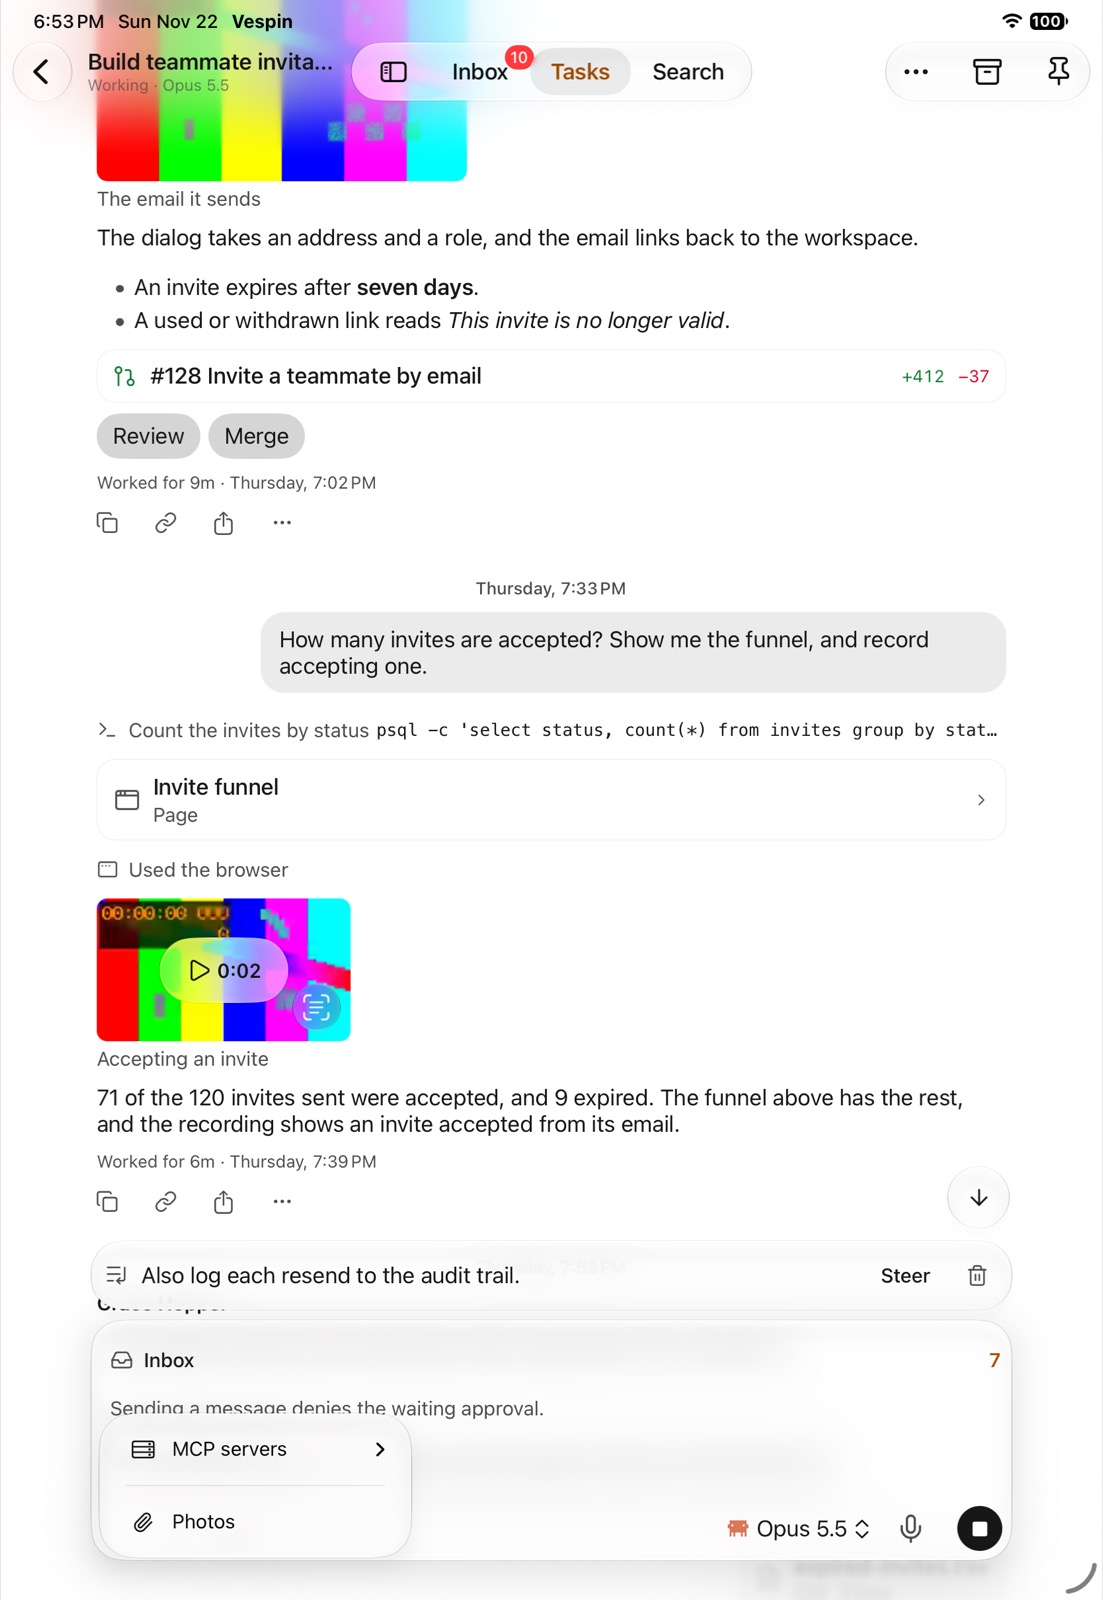 6:53 PM Sun Nov 22 Vespin
100
Build teammate invita...
Working · Opus 5.5
Inbox
10
Tasks
Search
The email it sends
The dialog takes an address and a role, and the email links back to the workspace.
An invite expires after seven days.
A used or withdrawn link reads This invite is no longer valid.
#128 Invite a teammate by email
+412 −37
Review
Merge
Worked for 9m · Thursday, 7:02 PM
Thursday, 7:33 PM
How many invites are accepted? Show me the funnel, and record
accepting one.
Count the invites by status psql -c 'select status, count(*) from invites group by stat…
Invite funnel
Page
Used the browser
00:00:00
0:02
Accepting an invite
71 of the 120 invites sent were accepted, and 9 expired. The funnel above has the rest,
and the recording shows an invite accepted from its email.
Worked for 6m · Thursday, 7:39 PM
Also log each resend to the audit trail.
Steer
Inbox
7
Sending a message denies the waiting approval.
MCP servers
Photos
Opus 5.5